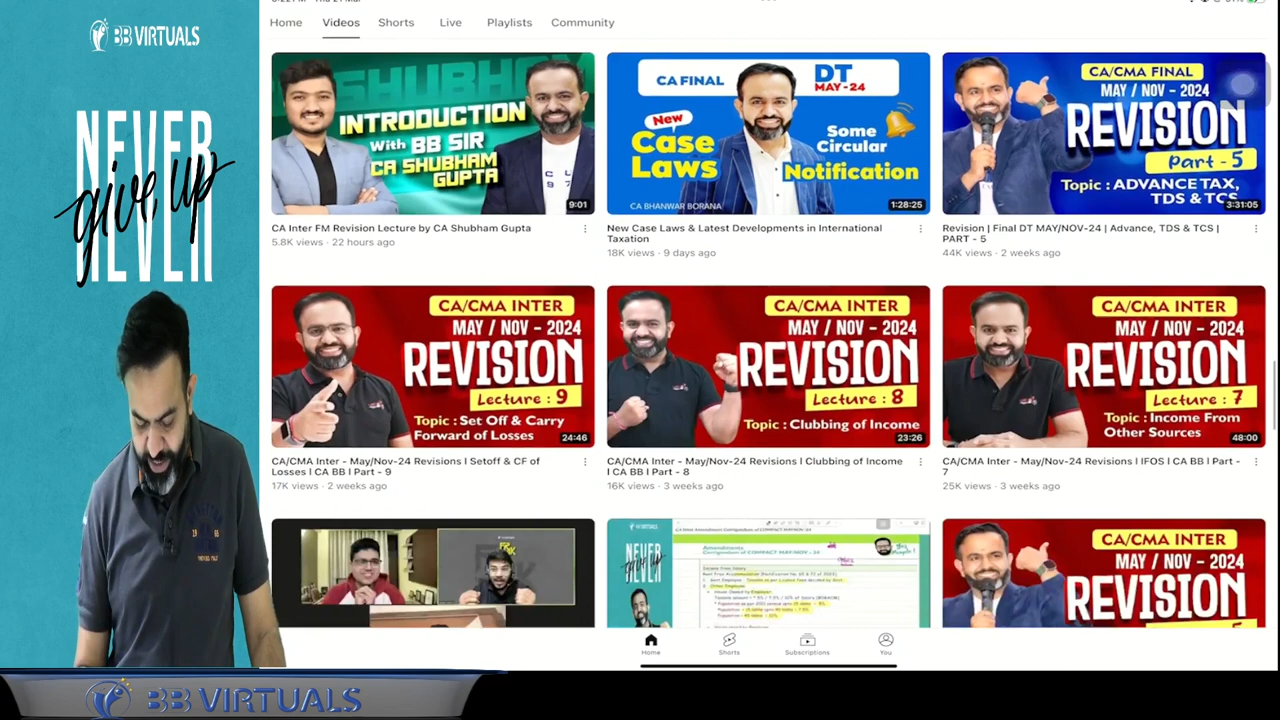 BB VIRTUALS
NEVER
give up
NEVER
Home Videos Shorts Live Playlists Community
SHUBHAM
INTRODUCTION
With BB SIR
CA SHUBHAM
GUPTA
9:01
CA Inter FM Revision Lecture by CA Shubham Gupta
5.8K views · 22 hours ago
CA FINAL
DT
MAY-24
New
Case
Laws
Some
Circular
Notification
CA BHANWAR BORANA
1:28:25
New Case Laws & Latest Developments in International
Taxation
18K views · 9 days ago
CA/CMA FINAL
MAY / NOV - 2024
REVISION
Part - 5
Topic : ADVANCE TAX,
TDS & TCS
3:31:05
Revision | Final DT MAY/NOV-24 | Advance, TDS & TCS |
PART - 5
44K views · 2 weeks ago
CA/CMA INTER
MAY / NOV - 2024
REVISION
Lecture : 9
Topic : Set Off & Carry
Forward of Losses
24:46
CA/CMA Inter - May/Nov-24 Revisions I Setoff & CF of
Losses I CA BB I Part - 9
17K views · 2 weeks ago
CA/CMA INTER
MAY / NOV - 2024
REVISION
Lecture : 8
Topic : Clubbing of Income
23:26
CA/CMA Inter - May/Nov-24 Revisions I Clubbing of Income
I CA BB I Part - 8
16K views · 3 weeks ago
CA/CMA INTER
MAY / NOV - 2024
REVISION
Lecture : 7
Topic : Income From
Other Sources
48:00
CA/CMA Inter - May/Nov-24 Revisions I IFOS I CA BB I Part -
7
25K views · 3 weeks ago
BB VIRTUALS
Amendments
CA/CMA INTER
MAY / NOV - 2024
REVISION
Home Shorts Subscriptions You
BB VIRTUALS